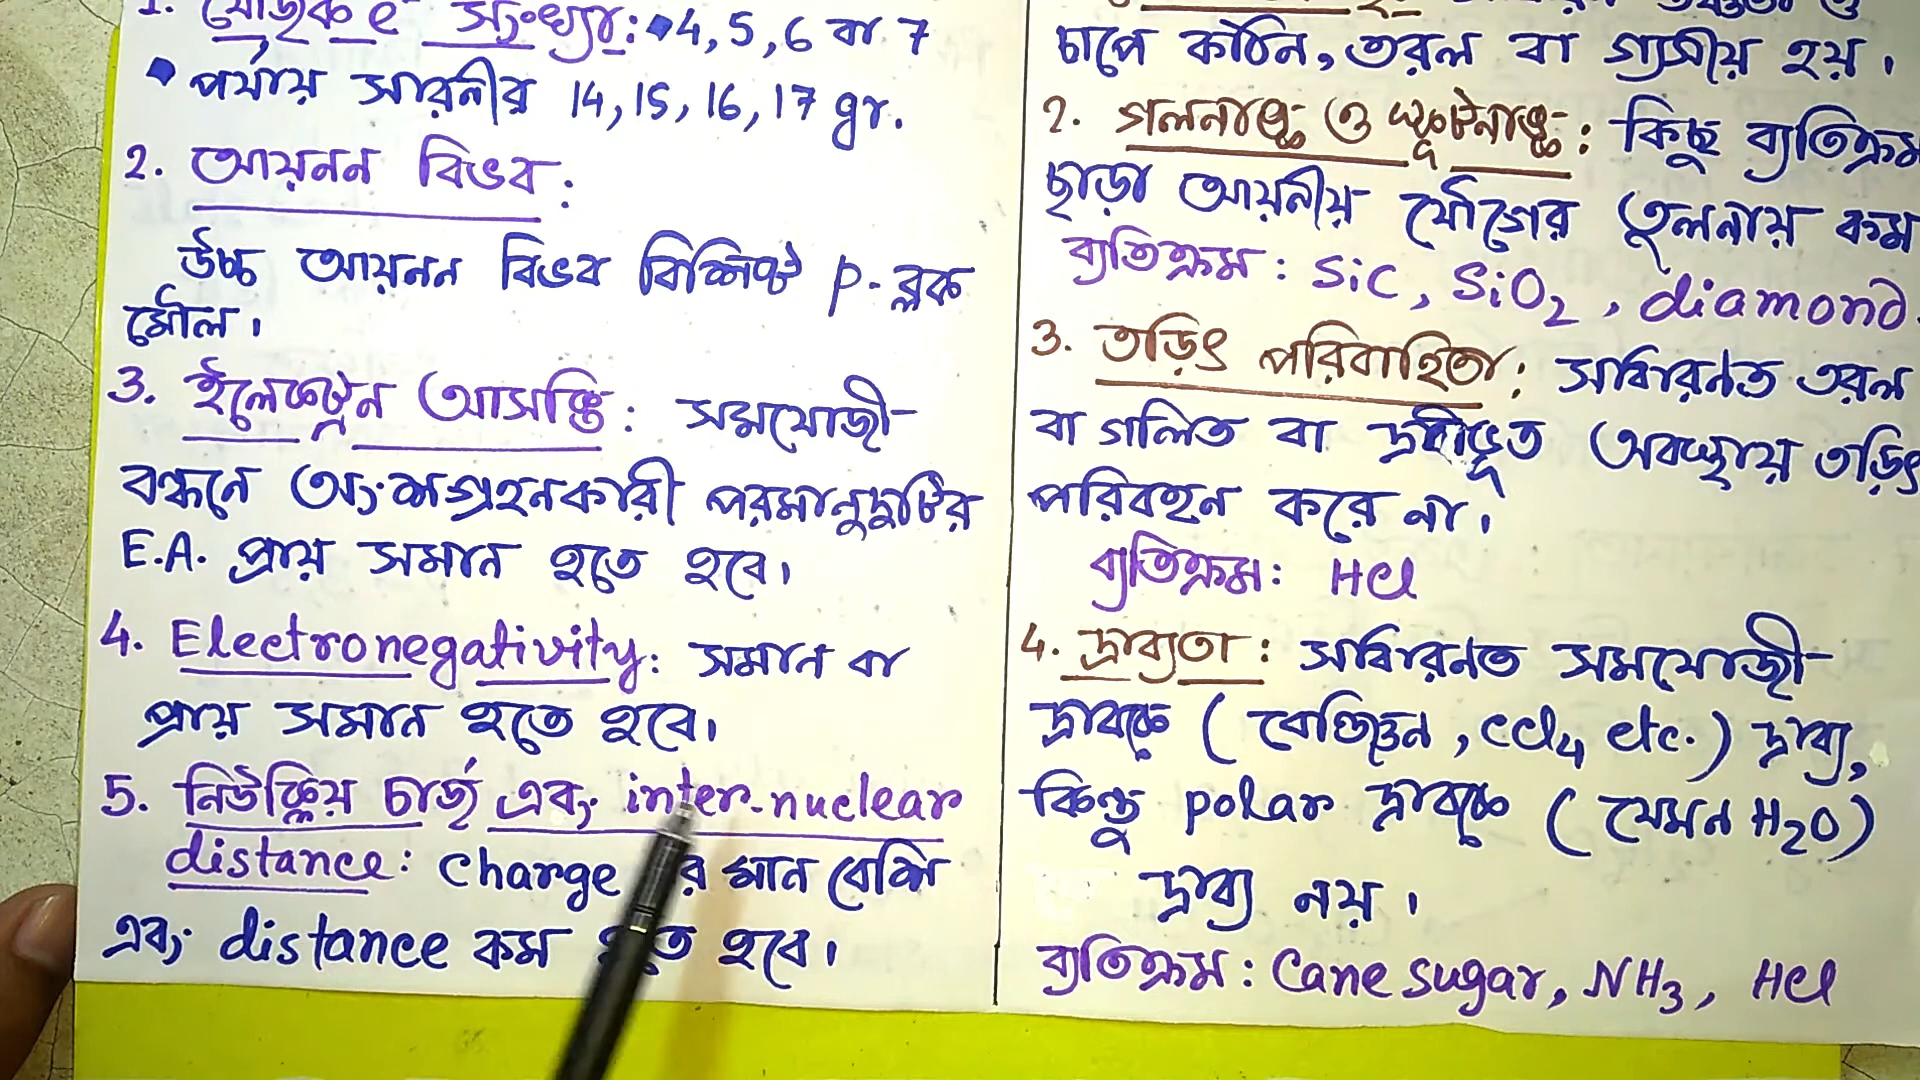 1. যোজক e⁻ সংখ্যা: 4, 5, 6 বা 7
পর্যায় সারনীর 14, 15, 16, 17 gr.
2. আয়নন বিভব:
উচ্চ আয়নন বিভব বিশিষ্ট p-ব্লক
মৌল।
3. ইলেকট্রন আসক্তি: সমযোজী
বন্ধনে অংশগ্রহনকারী পরমানুদুটির
E.A. প্রায় সমান হতে হবে।
4. Electronegativity: সমান বা
প্রায় সমান হতে হবে।
5. নিউক্লিয় চার্জ এবং inter-nuclear
distance: Charge র মান বেশি
এবং distance কম হতে হবে।
চাপে কঠিন, তরল বা গ্যাসীয় হয়।
2. গলনাঙ্ক ও স্ফূটনাঙ্ক: কিছু ব্যতিক্রম
ছাড়া আয়নীয় যৌগের তুলনায় কম
ব্যতিক্রম: SiC, SiO₂, diamond.
3. তড়িৎ পরিবাহিতা: সাধারনত তরল
বা গলিত বা দ্রবীভূত অবস্থায় তড়িৎ
পরিবহন করে না।
ব্যতিক্রম: HCl
4. দ্রাব্যতা: সাধারনত সমযোজী
দ্রাবকে (বেঞ্জিন, CCl₄ etc.) দ্রাব্য,
কিন্তু polar দ্রাবকে (যেমন H₂O)
দ্রাব্য নয়।
ব্যতিক্রম: Cane sugar, NH₃, HCl